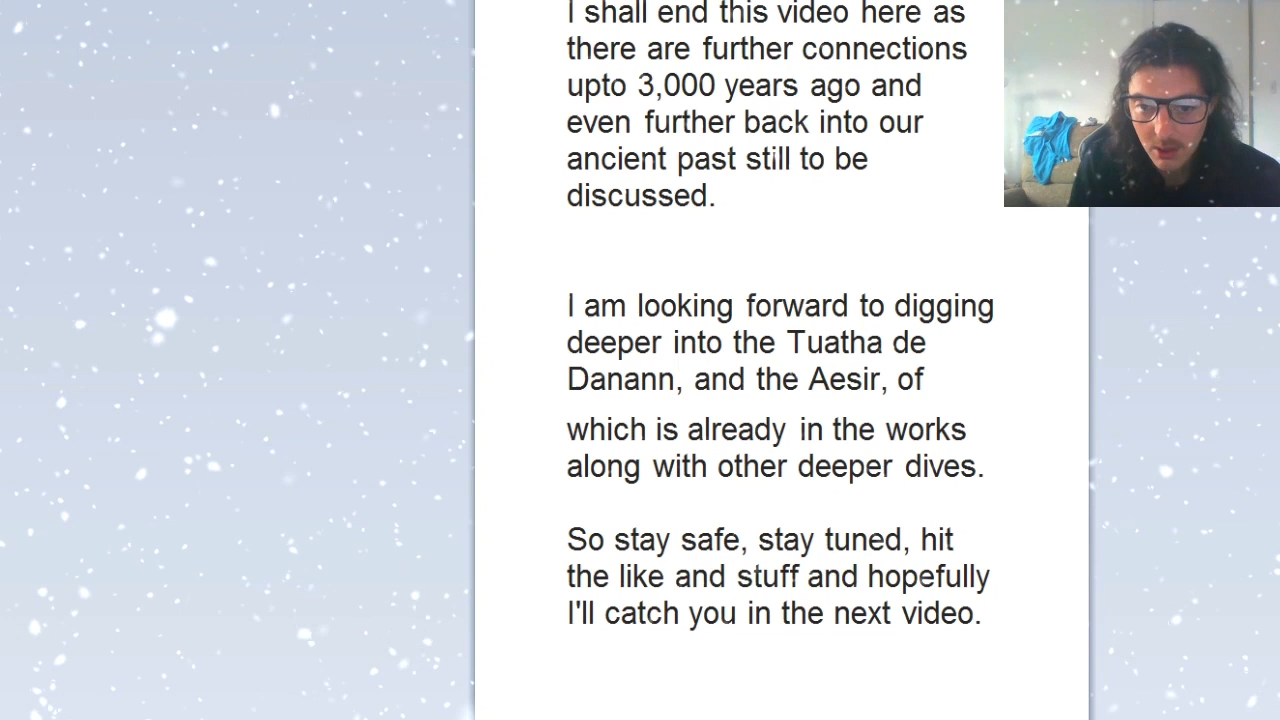 I shall end this video here as
there are further connections
upto 3,000 years ago and
even further back into our
ancient past still to be
discussed.
I am looking forward to digging
deeper into the Tuatha de
Danann, and the Aesir, of
which is already in the works
along with other deeper dives.
So stay safe, stay tuned, hit
the like and stuff and hopefully
I'll catch you in the next video.